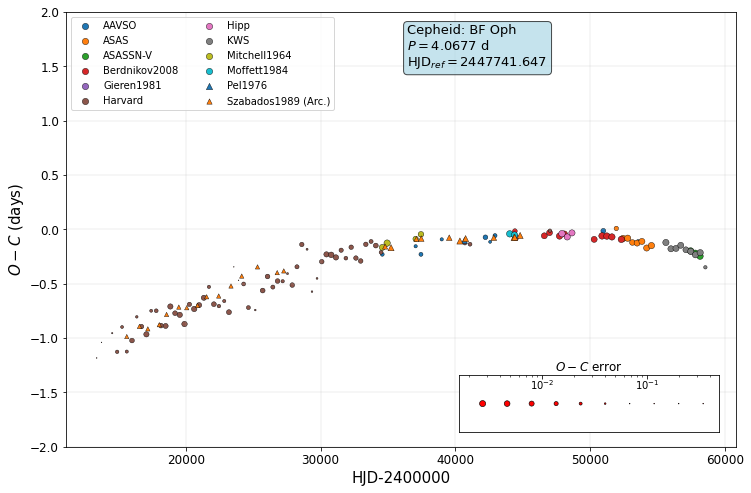 AAVSO
ASAS
ASASSN-V
Berdnikov2008
Gieren1981
Harvard
Hipp
KWS
Mitchell1964
Moffett1984
Pel1976
Szabados1989 (Arc.)
Cepheid: BF Oph
P = 4.0677 d
HJD_ref = 2447741.647
2.0
1.5
1.0
0.5
0.0
−0.5
−1.0
−1.5
−2.0
O − C (days)
O − C error
10^−2
10^−1
20000
30000
40000
50000
60000
HJD-2400000